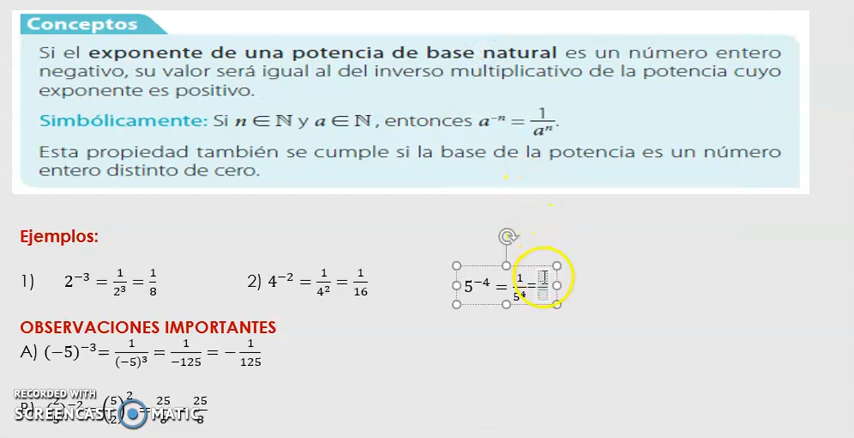 Conceptos
Si el exponente de una potencia de base natural es un número entero
negativo, su valor será igual al del inverso multiplicativo de la potencia cuyo
exponente es positivo.
Simbólicamente: Si n ∈ ℕ y a ∈ ℕ, entonces a⁻ⁿ = 1/aⁿ.
Esta propiedad también se cumple si la base de la potencia es un número
entero distinto de cero.
Ejemplos:
1) 2⁻³ = 1/2³ = 1/8 2) 4⁻² = 1/4² = 1/16 5⁻⁴ = 1/5⁴ =
OBSERVACIONES IMPORTANTES
A) (−5)⁻³ = 1/(−5)³ = 1/−125 = − 1/125
RECORDED WITH
SCREENCAST MATIC